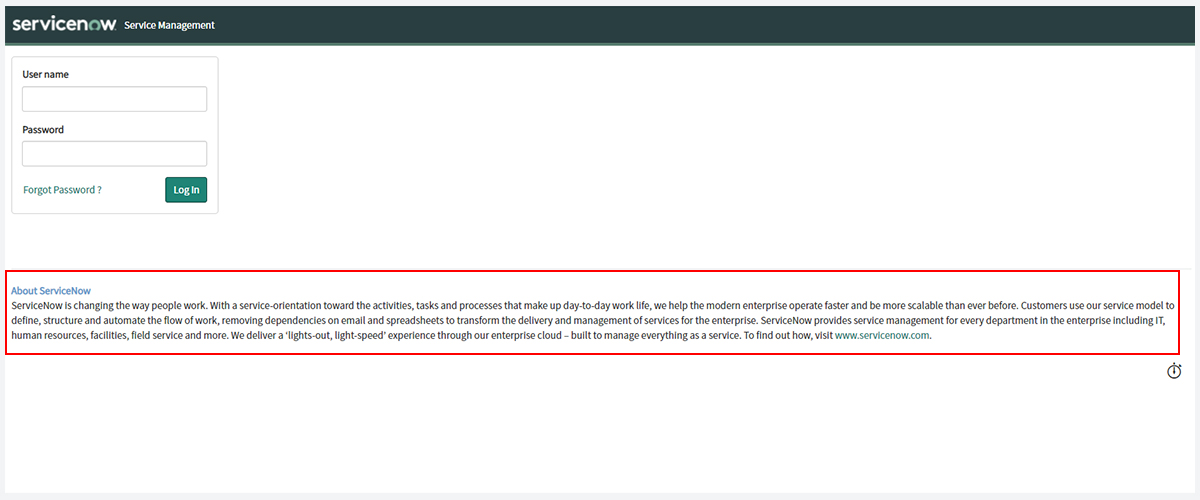 servicenow. Service Management
User name
Password
Forgot Password ?
Log In
About ServiceNow
ServiceNow is changing the way people work. With a service-orientation toward the activities, tasks and processes that make up day-to-day work life, we help the modern enterprise operate faster and be more scalable than ever before. Customers use our service model to
define, structure and automate the flow of work, removing dependencies on email and spreadsheets to transform the delivery and management of services for the enterprise. ServiceNow provides service management for every department in the enterprise including IT,
human resources, facilities, field service and more. We deliver a ‘lights-out, light-speed’ experience through our enterprise cloud – built to manage everything as a service. To find out how, visit www.servicenow.com.